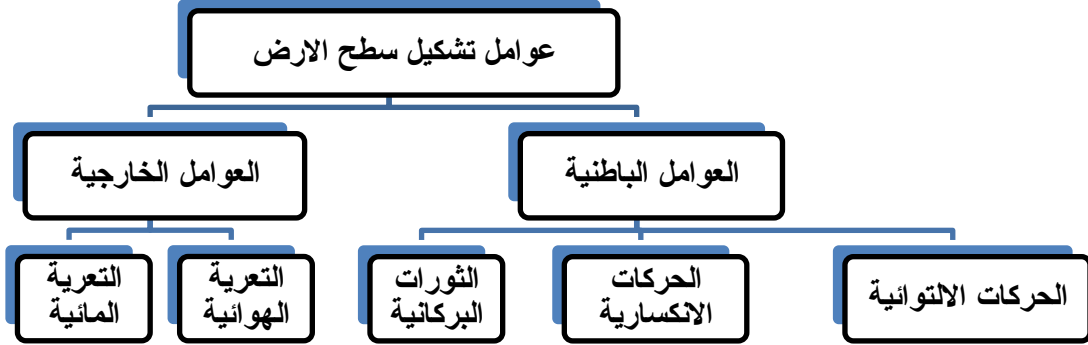 عوامل تشكيل سطح الارض
العوامل الباطنية
العوامل الخارجية
الحركات الالتوائية
الحركات
الانكسارية
الثورات
البركانية
التعرية
الهوائية
التعرية
المائية